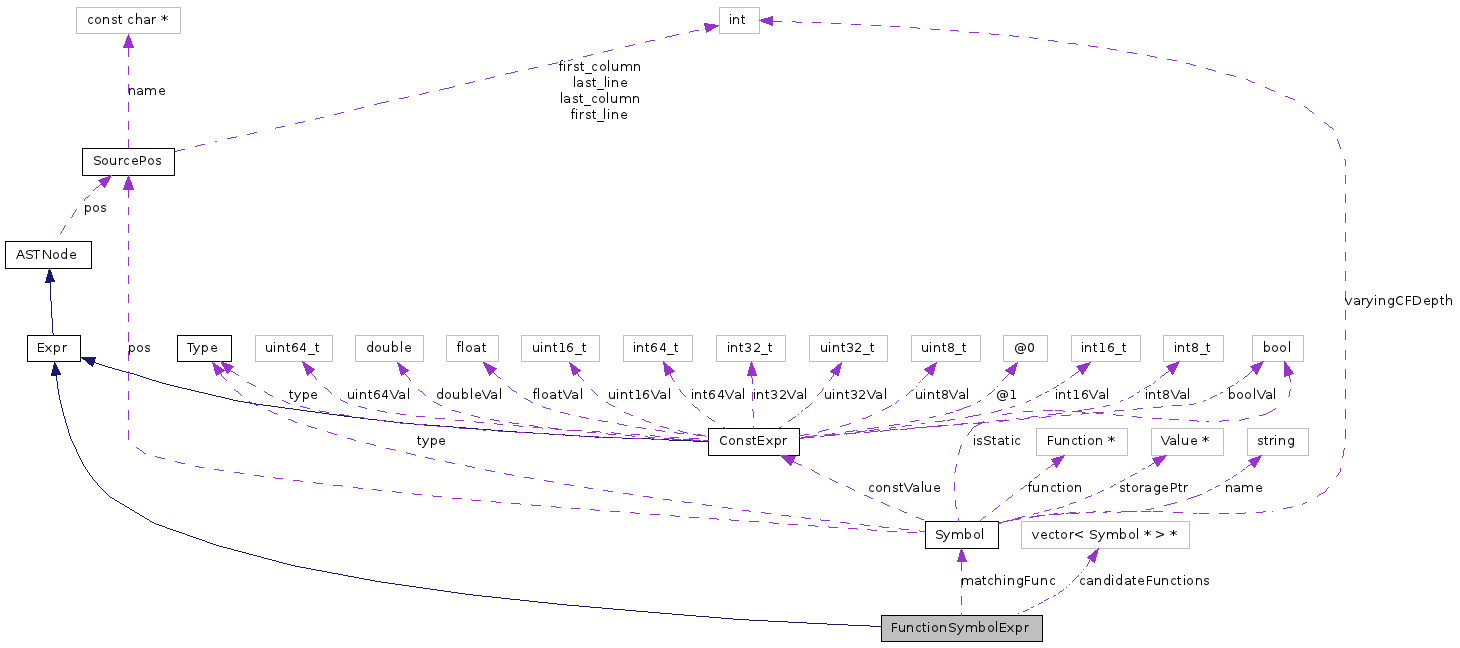 const char *
int
first_column
last_line
last_column
first_line
name
SourcePos
pos
ASTNode
varyingCFDepth
Expr
pos
Type
uint64_t
double
float
uint16_t
int64_t
int32_t
uint32_t
uint8_t
@0
int16_t
int8_t
bool
type
uint64Val
doubleVal
floatVal
uint16Val
int64Val
int32Val
uint32Val
uint8Val
@1
int16Val
int8Val
boolVal
type
ConstExpr
isStatic
Function *
Value *
string
constValue
function
storagePtr
name
Symbol
vector< Symbol * > *
matchingFunc
candidateFunctions
FunctionSymbolExpr